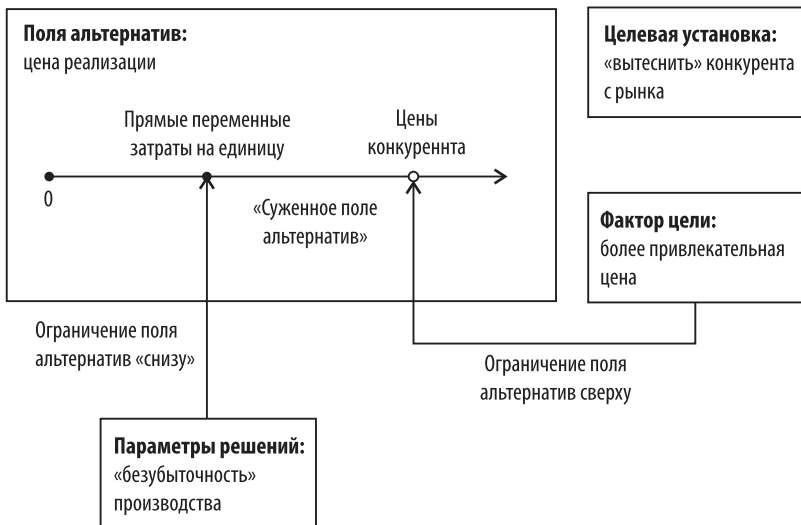 Поля альтернатив:
цена реализации
Прямые переменные
затраты на единицу
Цены
конкуреннта
0
«Суженное поле
альтернатив»
Целевая установка:
«вытеснить» конкурента
с рынка
Фактор цели:
более привлекательная
цена
Ограничение поля
альтернатив «снизу»
Ограничение поля
альтернатив сверху
Параметры решений:
«безубыточность»
производства